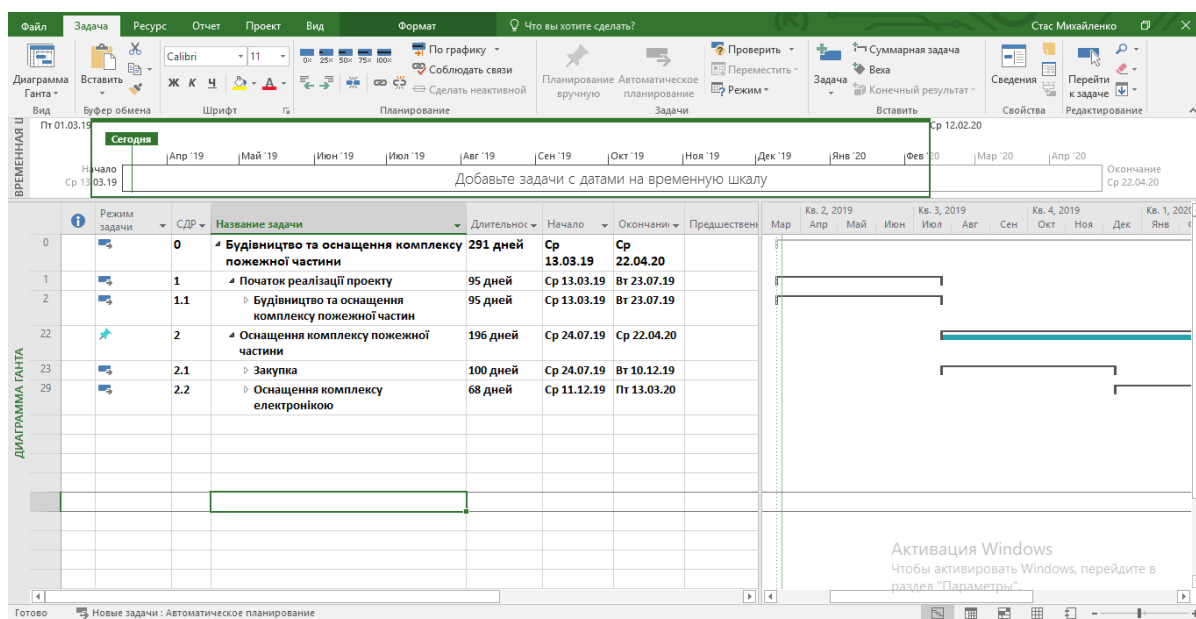 Файл Задача Ресурс Отчет Проект Вид Формат Что вы хотите сделать? Стас Михайленко
Диаграмма Ганта
Вид
Вставить
Буфер обмена
Calibri 11
Ж К Ч
Шрифт
0× 25× 50× 75× 100×
По графику
Соблюдать связи
Сделать неактивной
Планирование
Планирование вручную
Автоматическое планирование
Проверить
Переместить
Режим
Задачи
Задача
Суммарная задача
Веха
Конечный результат
Вставить
Сведения
Свойства
Перейти к задаче
Редактирование
ВРЕМЕННАЯ Ш
Пт 01.03.19 Ср 12.02.20
Сегодня
Апр '19 Май '19 Июн '19 Июл '19 Авг '19 Сен '19 Окт '19 Ноя '19 Дек '19 Янв '20 Фев '20 Мар '20 Апр '20
Начало
Ср 13.03.19
Добавьте задачи с датами на временную шкалу
Окончание
Ср 22.04.20
Режим задачи СДР Название задачи Длительнос Начало Окончани Предшествен
Кв. 2, 2019 Кв. 3, 2019 Кв. 4, 2019 Кв. 1, 2020
Мар Апр Май Июн Июл Авг Сен Окт Ноя Дек Янв Ф
0 0 Будівництво та оснащення комплексу 291 дней Ср Ср
пожежної частини 13.03.19 22.04.20
1 1 Початок реалізації проекту 95 дней Ср 13.03.19 Вт 23.07.19
2 1.1 Будівництво та оснащення 95 дней Ср 13.03.19 Вт 23.07.19
комплексу пожежної частин
22 2 Оснащення комплексу пожежної 196 дней Ср 24.07.19 Ср 22.04.20
частини
23 2.1 Закупка 100 дней Ср 24.07.19 Вт 10.12.19
29 2.2 Оснащення комплексу 68 дней Ср 11.12.19 Пт 13.03.20
електронікою
ДИАГРАММА ГАНТА
Активация Windows
Чтобы активировать Windows, перейдите в
раздел "Параметры".
Готово Новые задачи : Автоматическое планирование